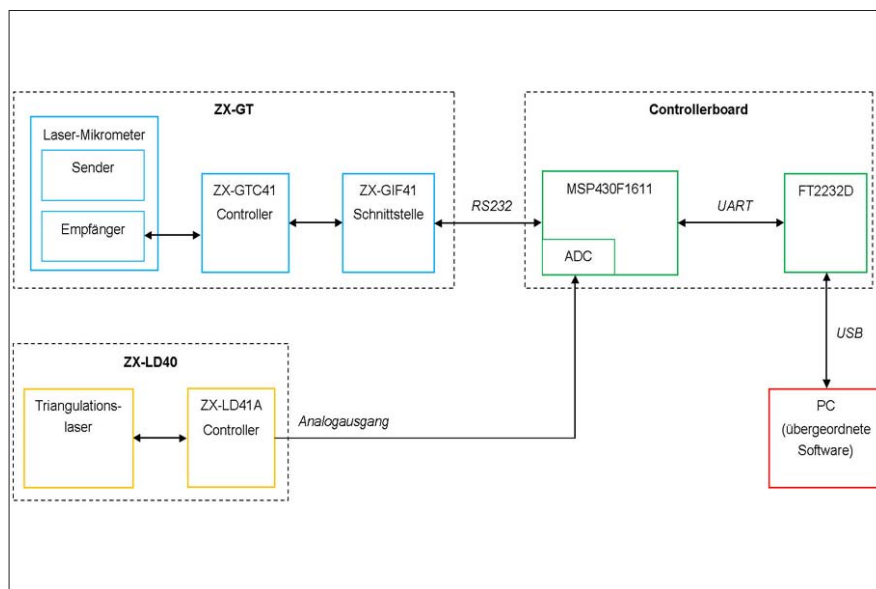 ZX-GT
Laser-Mikrometer
Sender
Empfänger
ZX-GTC41
Controller
ZX-GIF41
Schnittstelle
RS232
Controllerboard
MSP430F1611
ADC
UART
FT2232D
USB
ZX-LD40
Triangulations-
laser
ZX-LD41A
Controller
Analogausgang
PC
(übergeordnete
Software)